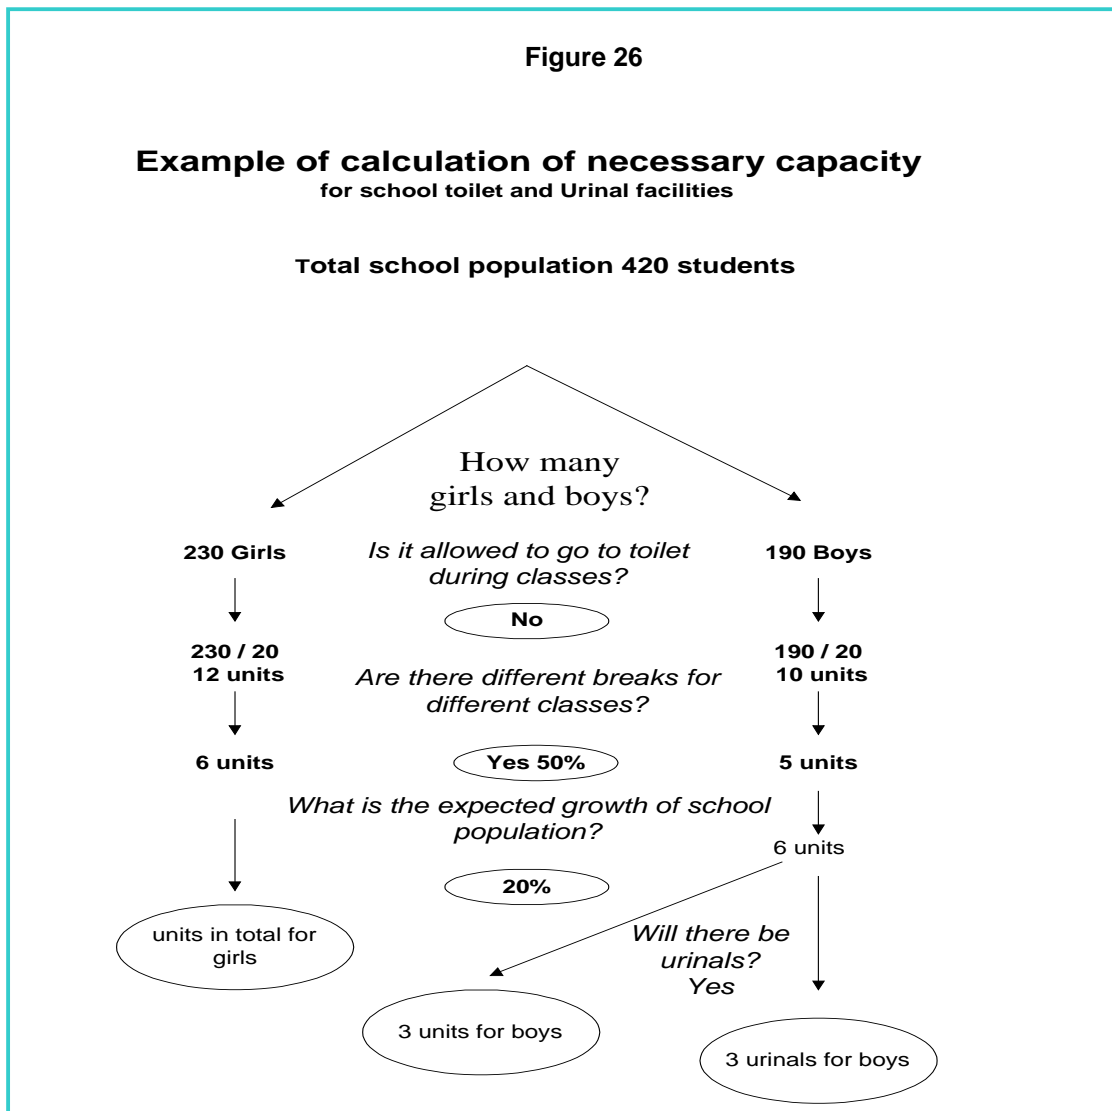 Figure 26
Example of calculation of necessary capacity
for school toilet and Urinal facilities
Total school population 420 students
How many
girls and boys?
230 Girls
Is it allowed to go to toilet
during classes?
190 Boys
No
230 / 20
12 units
190 / 20
10 units
Are there different breaks for
different classes?
6 units
Yes 50%
5 units
What is the expected growth of school
population?
6 units
20%
units in total for
girls
Will there be
urinals?
Yes
3 units for boys
3 urinals for boys